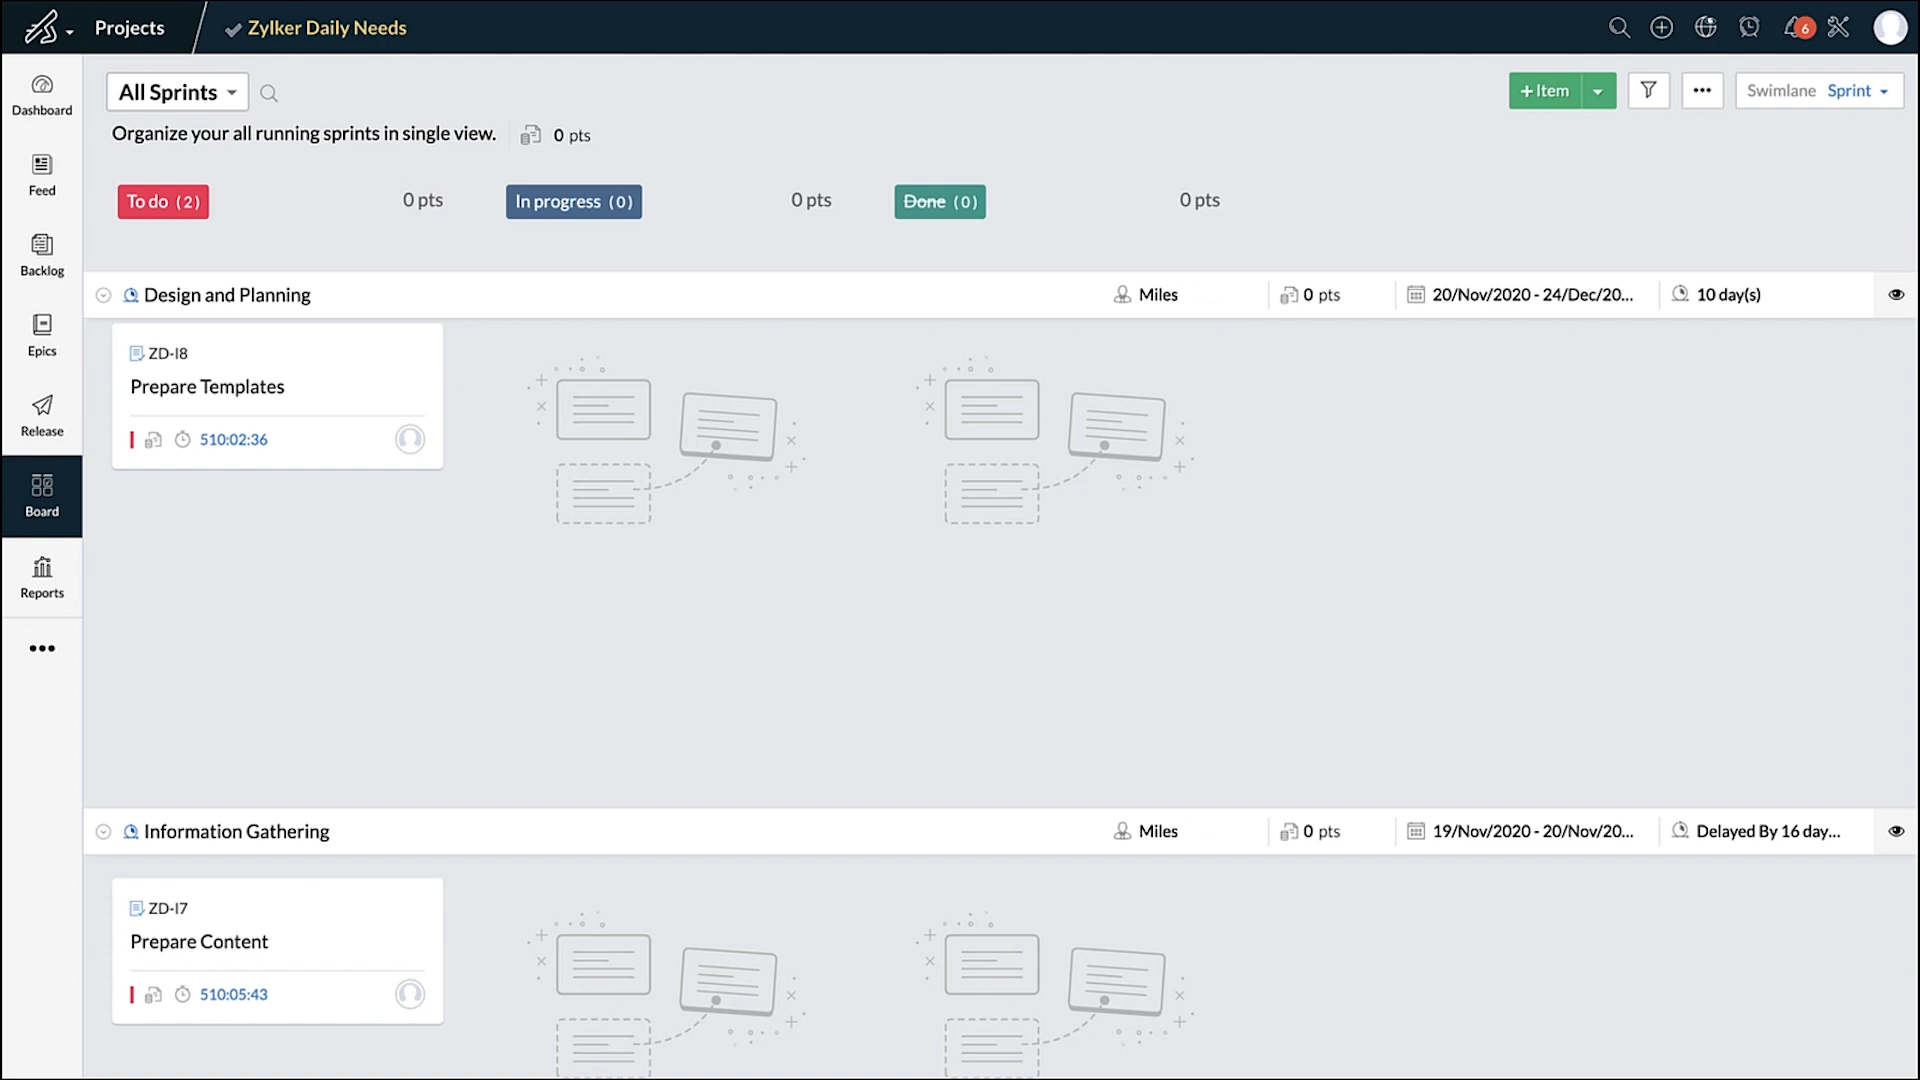 Projects
Zylker Daily Needs
6
Dashboard
Feed
Backlog
Epics
Release
Board
Reports
All Sprints
+ Item
Swimlane Sprint
Organize your all running sprints in single view. 0 pts
To do (2) 0 pts
In progress (0) 0 pts
Done (0) 0 pts
Design and Planning Miles 0 pts 20/Nov/2020 - 24/Dec/20... 10 day(s)
ZD-I8
Prepare Templates
510:02:36
Information Gathering Miles 0 pts 19/Nov/2020 - 20/Nov/20... Delayed By 16 day...
ZD-I7
Prepare Content
510:05:43